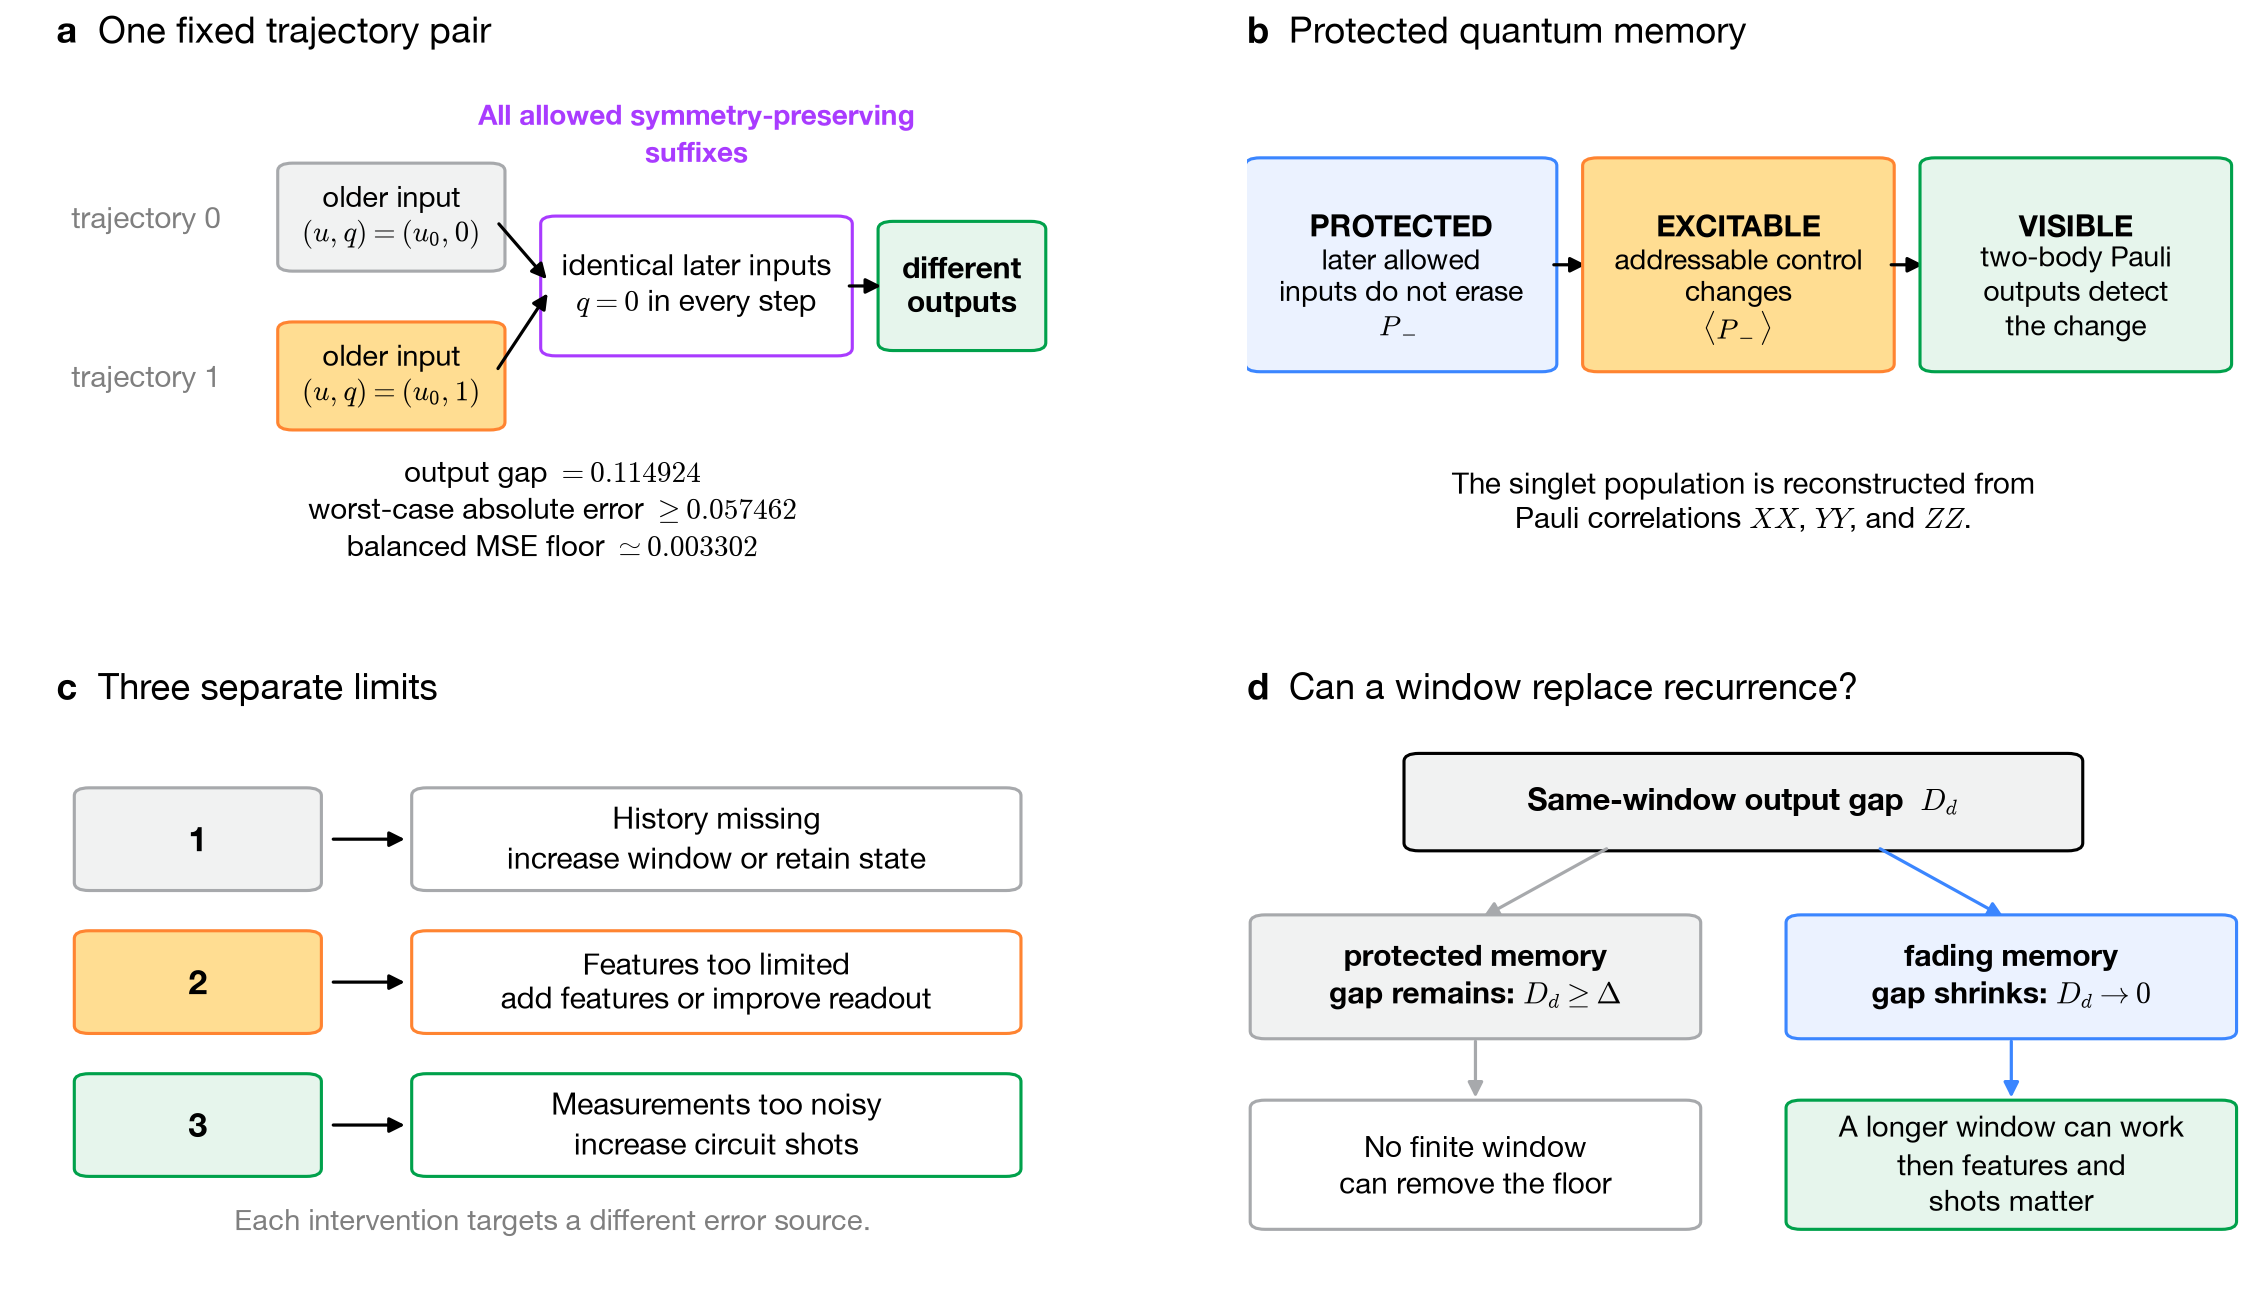 a One fixed trajectory pair
All allowed symmetry-preserving
suffixes
trajectory 0
older input
(u, q) = (u₀, 0)
trajectory 1
older input
(u, q) = (u₀, 1)
identical later inputs
q = 0 in every step
different
outputs
output gap = 0.114924
worst-case absolute error ≥ 0.057462
balanced MSE floor ≃ 0.003302
b Protected quantum memory
PROTECTED
later allowed
inputs do not erase
P₋
EXCITABLE
addressable control
changes
⟨P₋⟩
VISIBLE
two-body Pauli
outputs detect
the change
The singlet population is reconstructed from
Pauli correlations XX, YY, and ZZ.
c Three separate limits
1
History missing
increase window or retain state
2
Features too limited
add features or improve readout
3
Measurements too noisy
increase circuit shots
Each intervention targets a different error source.
d Can a window replace recurrence?
Same-window output gap D_d
protected memory
gap remains: D_d ≥ Δ
No finite window
can remove the floor
fading memory
gap shrinks: D_d → 0
A longer window can work
then features and
shots matter